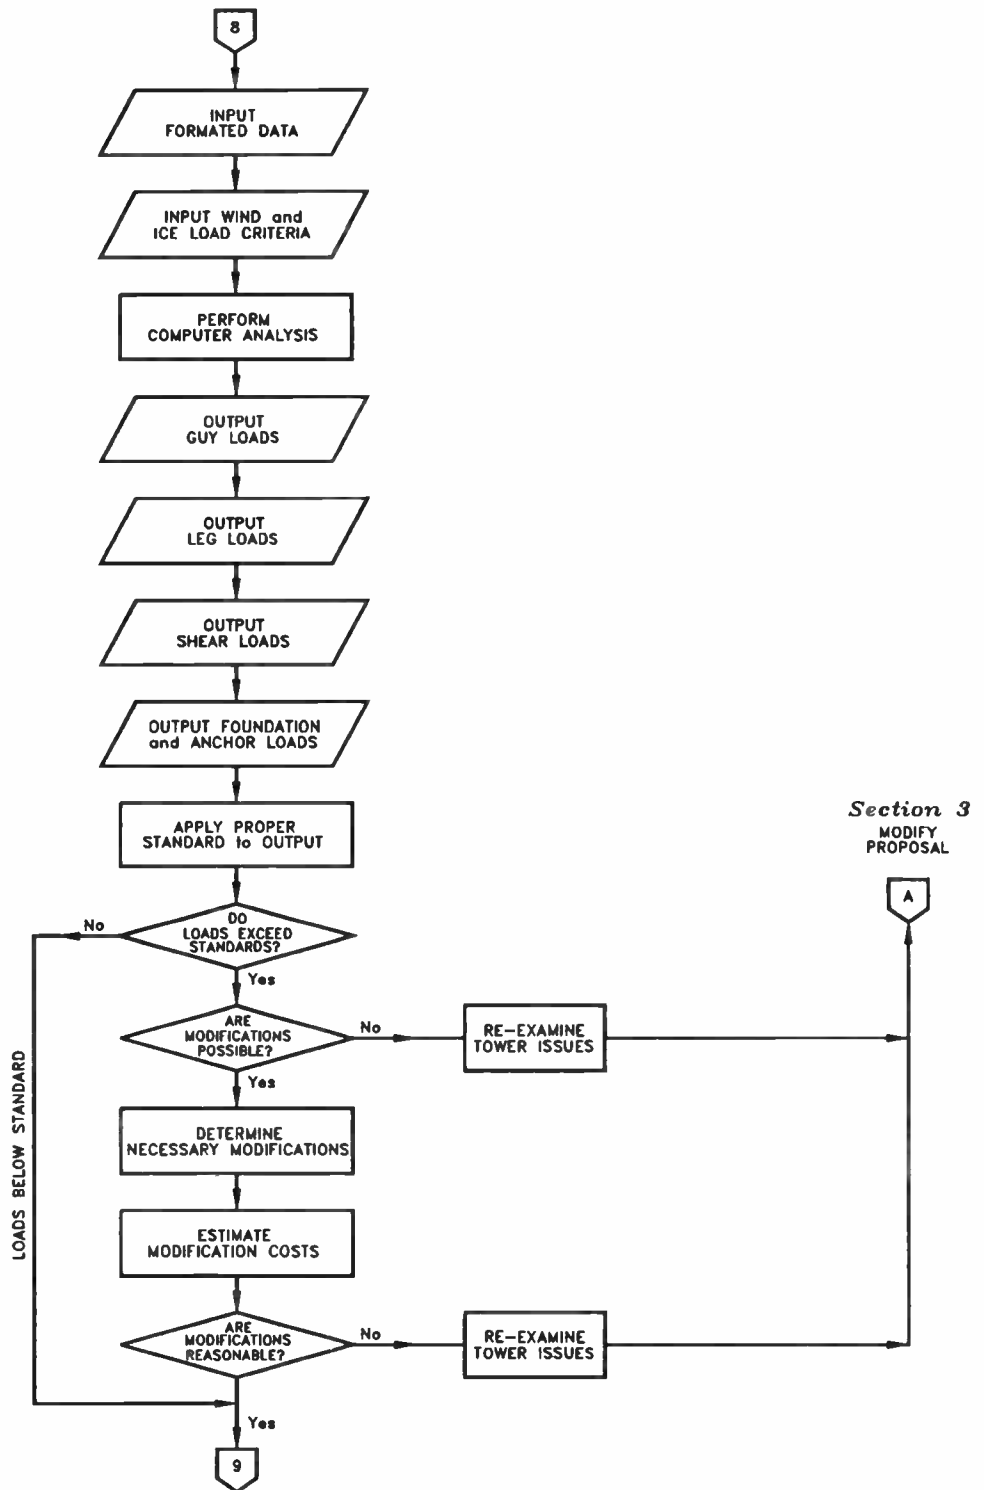 8
INPUT
FORMATED DATA
INPUT WIND and
ICE LOAD CRITERIA
PERFORM
COMPUTER ANALYSIS
OUTPUT
GUY LOADS
OUTPUT
LEG LOADS
OUTPUT
SHEAR LOADS
OUTPUT FOUNDATION
and ANCHOR LOADS
APPLY PROPER
STANDARD to OUTPUT
Section 3
MODIFY
PROPOSAL
A
DO
LOADS EXCEED
STANDARDS?
No
Yes
ARE
MODIFICATIONS
POSSIBLE?
No
RE-EXAMINE
TOWER ISSUES
Yes
LOADS BELOW STANDARD
DETERMINE
NECESSARY MODIFICATIONS
ESTIMATE
MODIFICATION COSTS
ARE
MODIFICATIONS
REASONABLE?
No
RE-EXAMINE
TOWER ISSUES
Yes
9